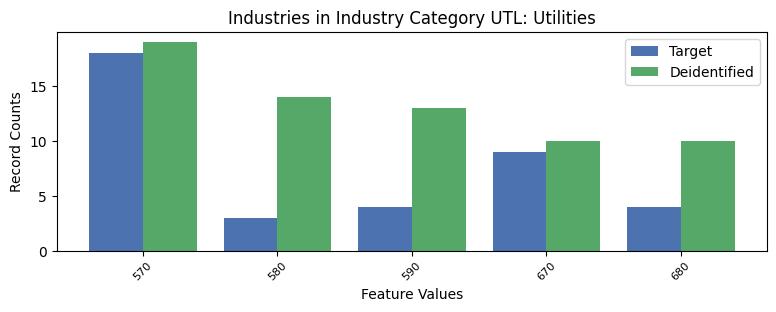 Industries in Industry Category UTL: Utilities
Target
Deidentified
Record Counts
15
10
5
0
570
580
590
670
680
Feature Values